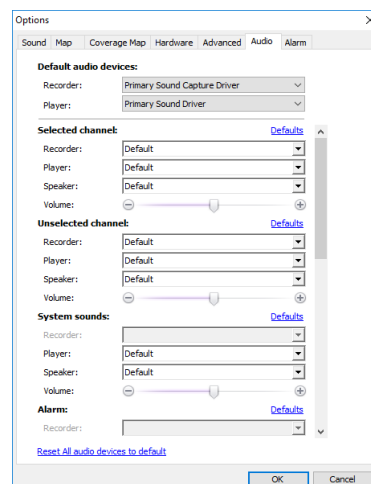 Options
Sound Map Coverage Map Hardware Advanced Audio Alarm
Default audio devices:
Recorder: Primary Sound Capture Driver
Player: Primary Sound Driver
Selected channel: Defaults
Recorder: Default
Player: Default
Speaker: Default
Volume:
Unselected channel: Defaults
Recorder: Default
Player: Default
Speaker: Default
Volume:
System sounds: Defaults
Recorder:
Player: Default
Speaker: Default
Volume:
Alarm: Defaults
Recorder:
Reset All audio devices to default
OK Cancel